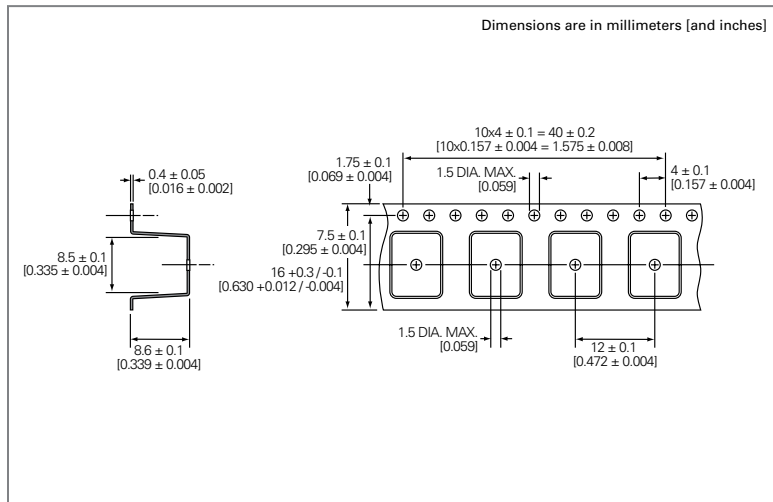 Dimensions are in millimeters [and inches]
10x4 ± 0.1 = 40 ± 0.2
[10x0.157 ± 0.004 = 1.575 ± 0.008]
1.75 ± 0.1
[0.069 ± 0.004]
1.5 DIA. MAX.
[0.059]
4 ± 0.1
[0.157 ± 0.004]
0.4 ± 0.05
[0.016 ± 0.002]
7.5 ± 0.1
[0.295 ± 0.004]
8.5 ± 0.1
[0.335 ± 0.004]
16 +0.3 / -0.1
[0.630 +0.012 / -0.004]
1.5 DIA. MAX.
[0.059]
12 ± 0.1
[0.472 ± 0.004]
8.6 ± 0.1
[0.339 ± 0.004]